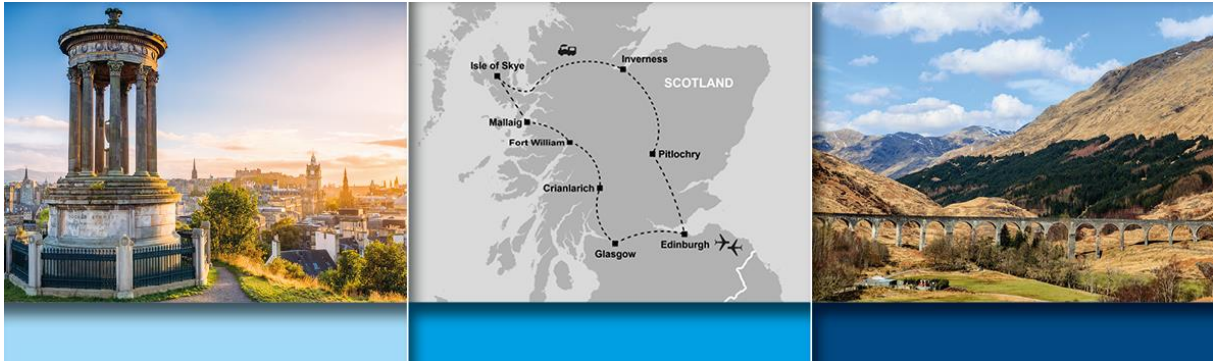 Isle of Skye
Inverness
SCOTLAND
Mallaig
Fort William
Pitlochry
Crianlarich
Edinburgh
Glasgow